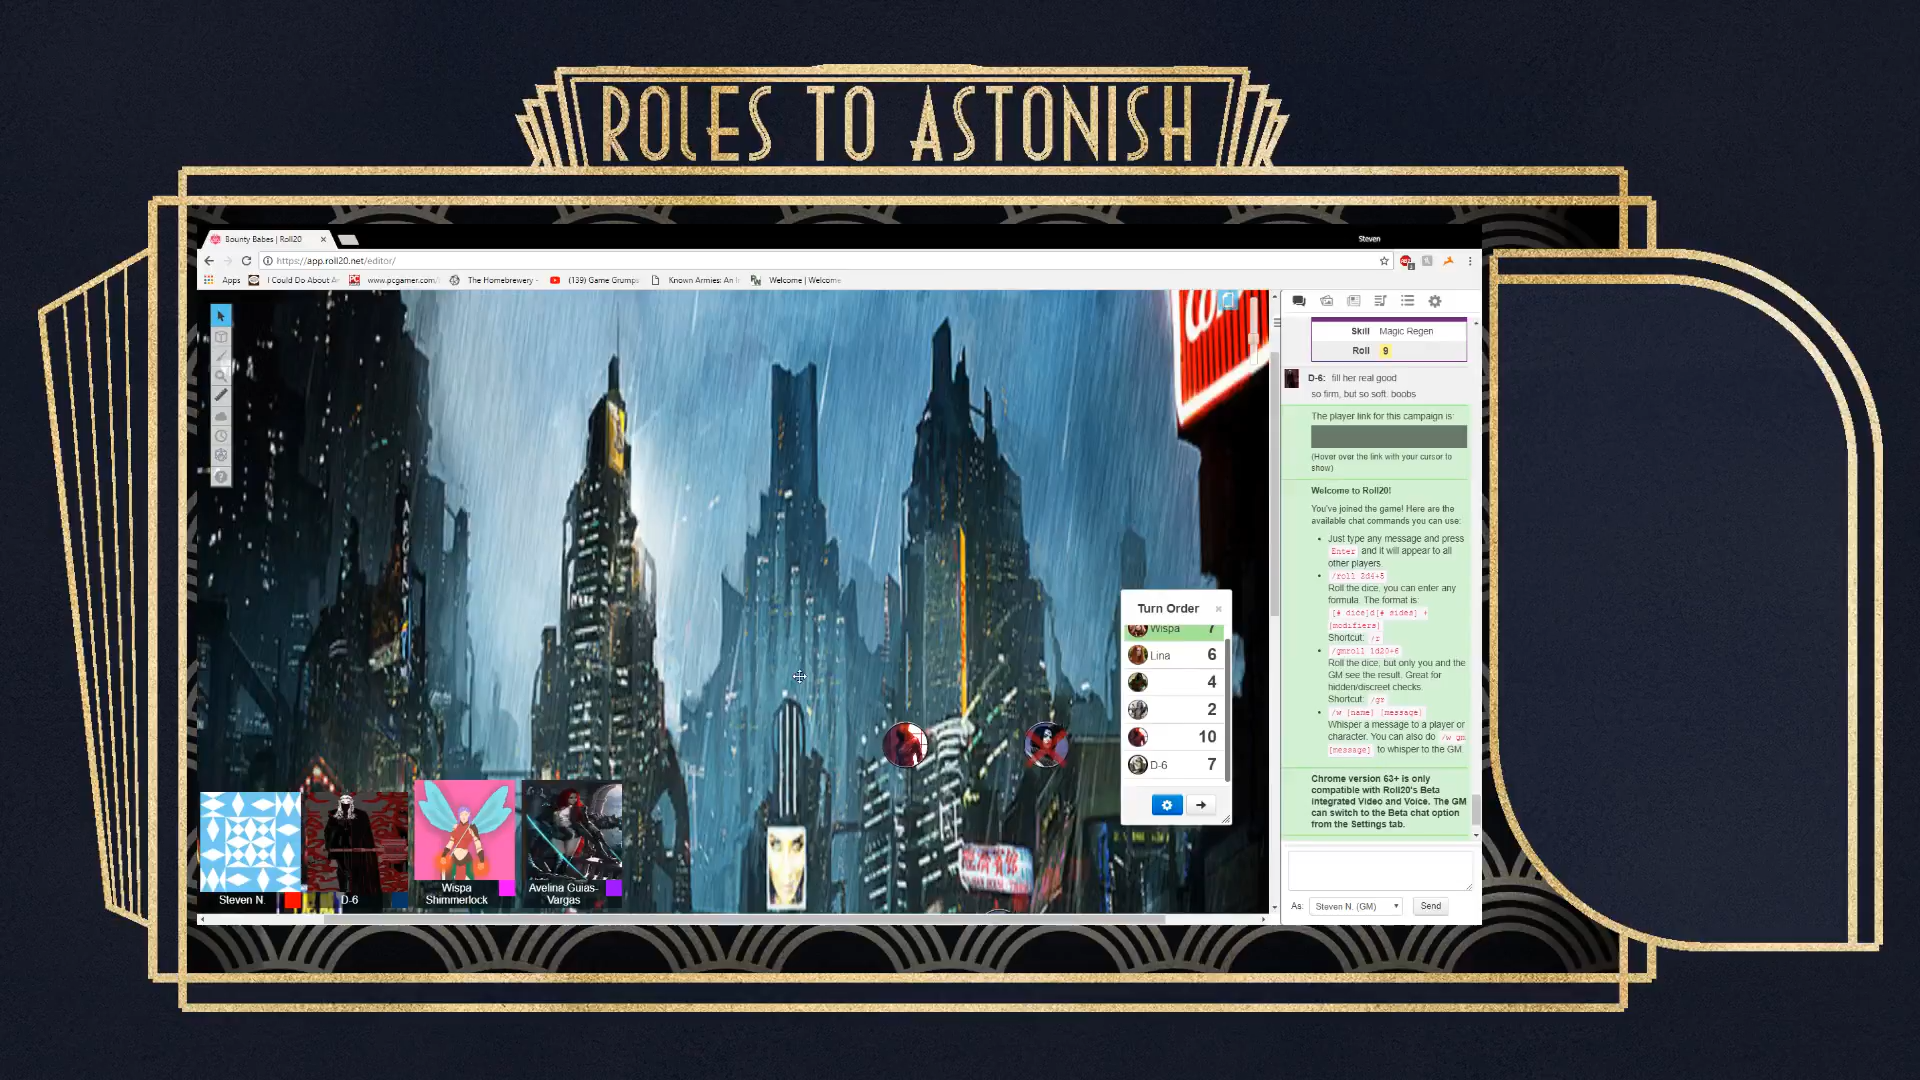 ROLES TO ASTONISH
Bounty Babes | Roll20
Steven
https://app.roll20.net/editor/
Apps
I Could Do About
www.pcgamer.com/
The Homebrewery -
(139) Game Grumps
Known Armies: An
Welcome | Welcome
Skill Magic Regen
Roll 9
D-6: fill her real good
so firm, but so soft. boobs
The player link for this campaign is:
(Hover over the link with your cursor to
show)
Welcome to Roll20!
You've joined the game! Here are the
available chat commands you can use:
Just type any message and press
Enter and it will appear to all
other players.
/roll 2d4+5
Roll the dice, you can enter any
formula. The format is:
[# dice]d[# sides] +
[modifiers]
Shortcut: /r
/gmroll 1d20+6
Roll the dice, but only you and the
GM see the result. Great for
hidden/discreet checks.
Shortcut: /gr
/w [name] [message]
Whisper a message to a player or
character. You can also do /w gm
[message] to whisper to the GM.
Chrome version 63+ is only
compatible with Roll20's Beta
integrated Video and Voice. The GM
can switch to the Beta chat option
from the Settings tab.
As: Steven N. (GM)
Send
Turn Order
Wispa 7
Lina 6
4
2
10
D-6 7
Steven N.
D-6
Wispa
Shimmerlock
Avelina Guias-
Vargas